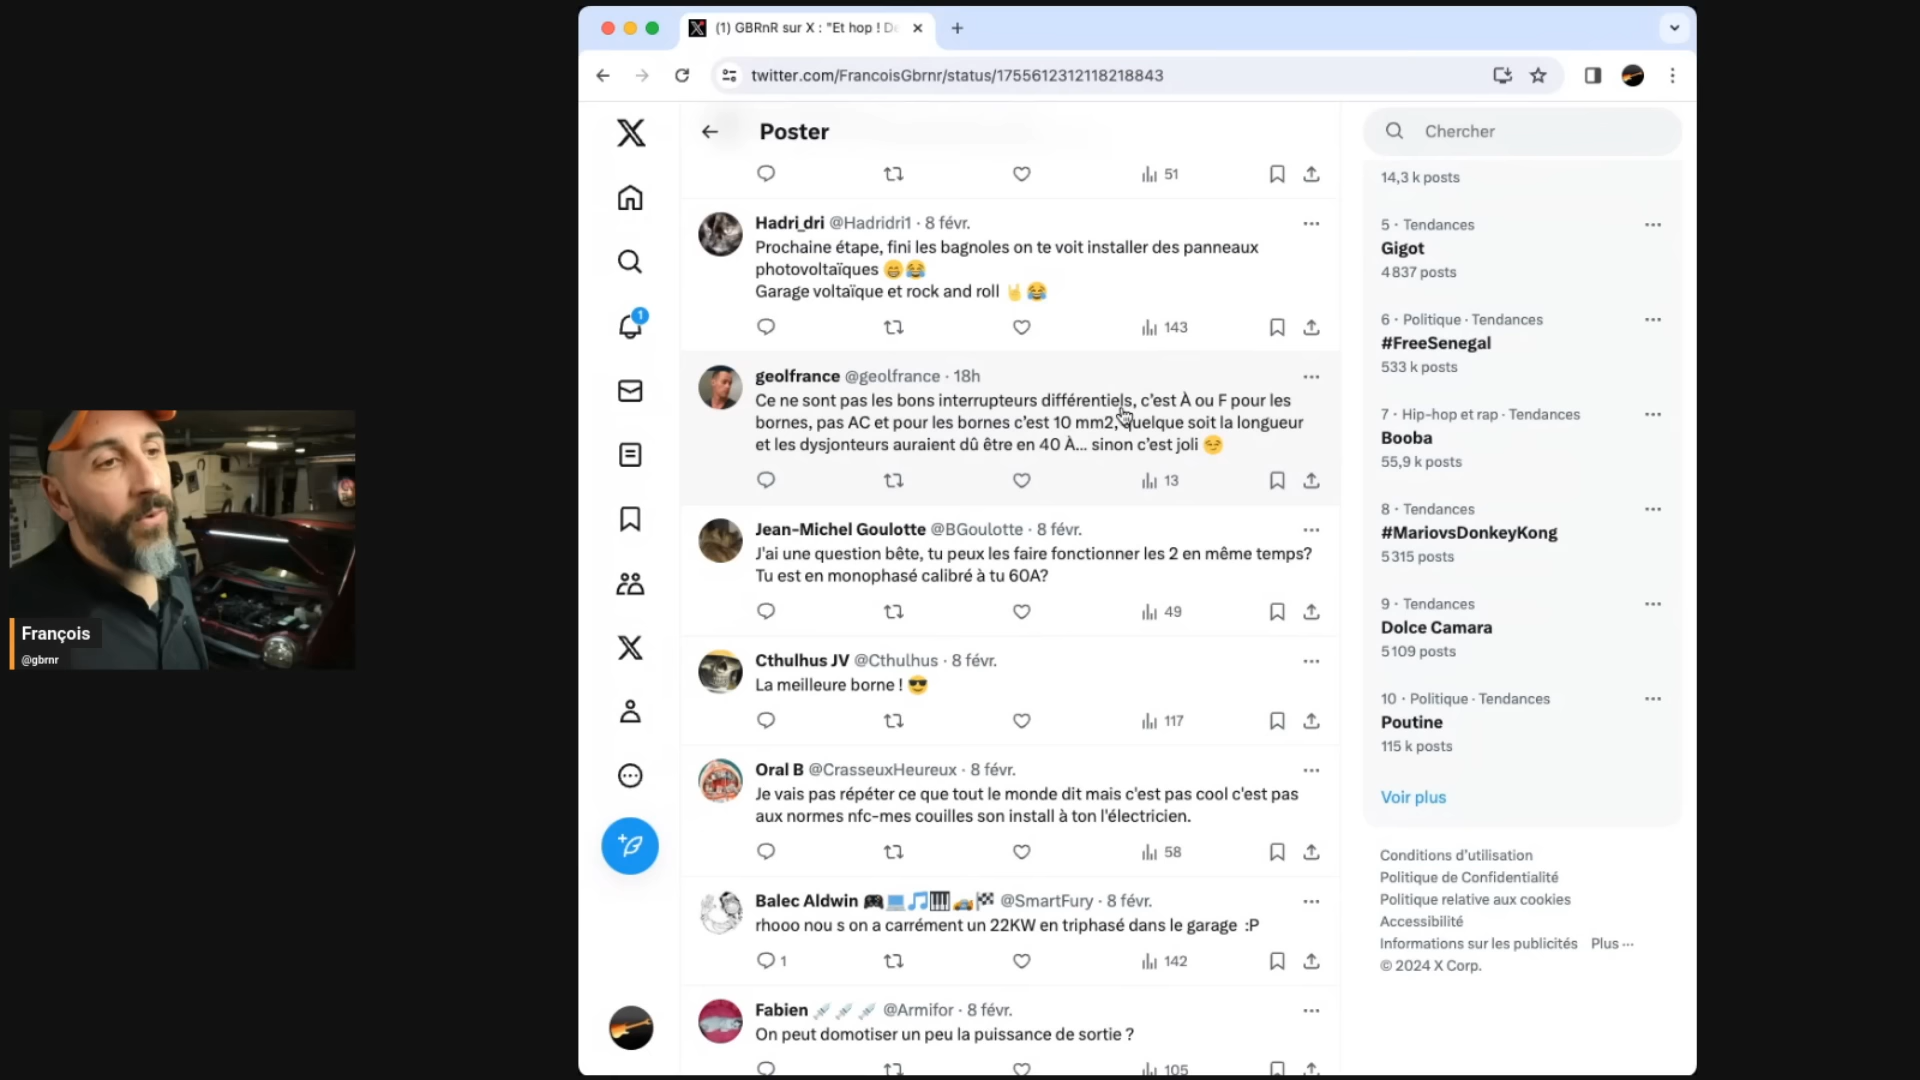 (1) GBRnR sur X : "Et hop ! De
twitter.com/FrancoisGbrnr/status/1755612312118218843
Poster
Chercher
51
14,3 k posts
Hadri_dri @Hadridri1 · 8 févr.
Prochaine étape, fini les bagnoles on te voit installer des panneaux
photovoltaïques 😁😂
Garage voltaïque et rock and roll 🤘😂
143
5 · Tendances
Gigot
4 837 posts
6 · Politique · Tendances
#FreeSenegal
533 k posts
1
geolfrance @geolfrance · 18h
Ce ne sont pas les bons interrupteurs différentiels, c'est À ou F pour les
bornes, pas AC et pour les bornes c'est 10 mm2, quelque soit la longueur
et les dysjonteurs auraient dû être en 40 À... sinon c'est joli 😏
13
7 · Hip-hop et rap · Tendances
Booba
55,9 k posts
8 · Tendances
#MariovsDonkeyKong
5 315 posts
Jean-Michel Goulotte @BGoulotte · 8 févr.
J'ai une question bête, tu peux les faire fonctionner les 2 en même temps?
Tu est en monophasé calibré à tu 60A?
49
9 · Tendances
Dolce Camara
5 109 posts
François
@gbrnr
Cthulhus JV @Cthulhus · 8 févr.
La meilleure borne ! 😎
117
10 · Politique · Tendances
Poutine
115 k posts
Voir plus
Oral B @CrasseuxHeureux · 8 févr.
Je vais pas répéter ce que tout le monde dit mais c'est pas cool c'est pas
aux normes nfc-mes couilles son install à ton l'électricien.
58
Conditions d'utilisation
Politique de Confidentialité
Politique relative aux cookies
Accessibilité
Informations sur les publicités Plus ···
© 2024 X Corp.
Balec Aldwin 🎮💻🎵🎹🚕🏁 @SmartFury · 8 févr.
rhooo nou s on a carrément un 22KW en triphasé dans le garage :P
1
142
Fabien 💉💉💉 @Armifor · 8 févr.
On peut domotiser un peu la puissance de sortie ?
105